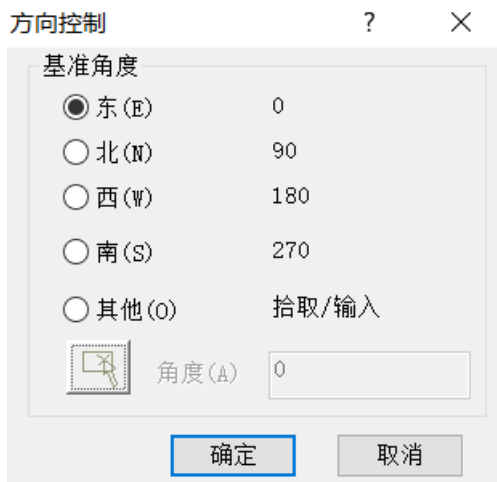 方向控制 ? ×
基准角度
东(E) 0
北(N) 90
西(W) 180
南(S) 270
其他(O) 拾取/输入
角度(A) 0
确定 取消